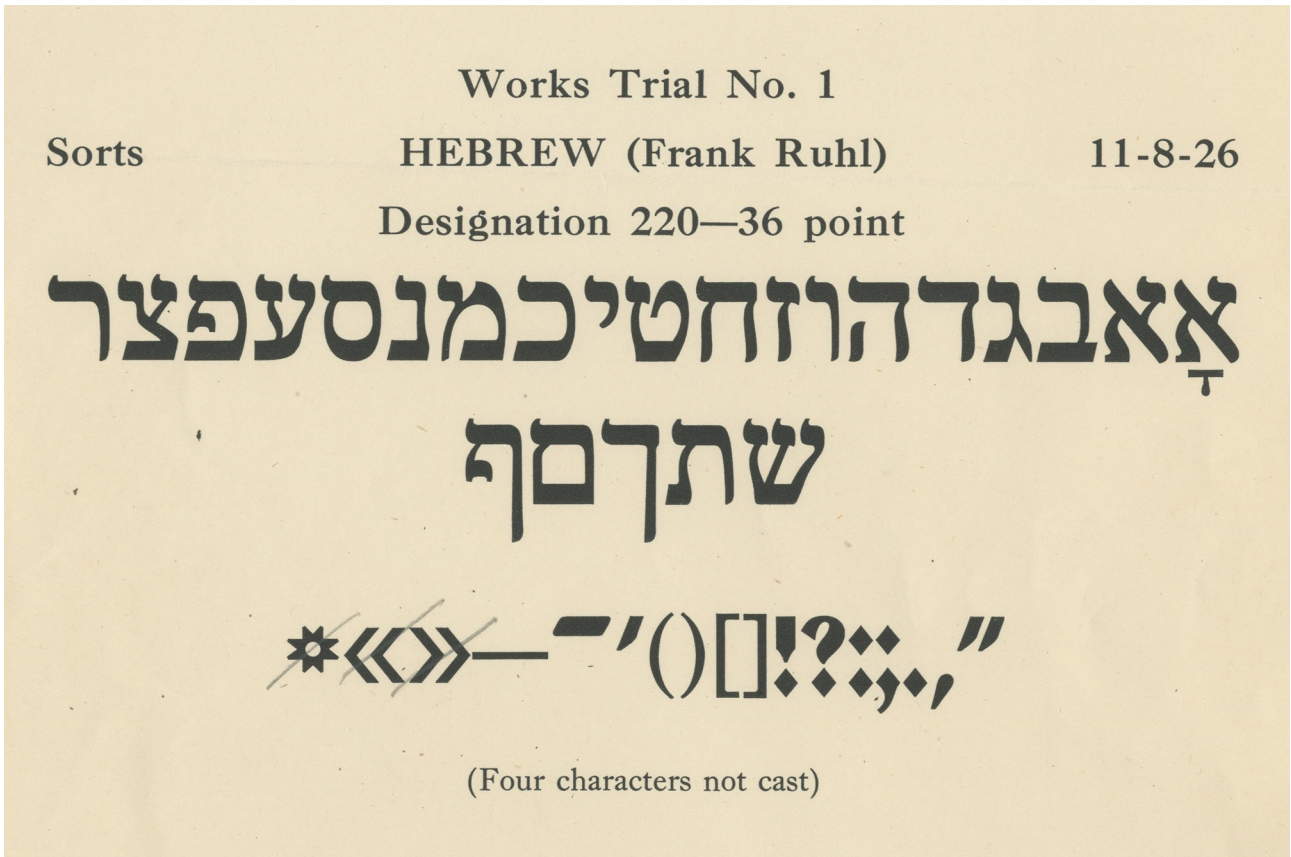 Works Trial No. 1
Sorts HEBREW (Frank Ruhl) 11-8-26
Designation 220—36 point
אָאבגדהוזחטיכמנסעפצר
שתךםף
*«»—־׳()[]!?:;.,״
(Four characters not cast)